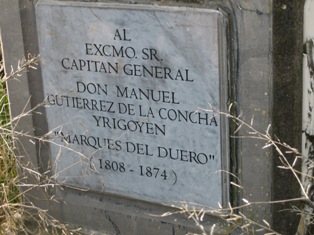 AL
EXCMO. SR.
CAPITAN GENERAL
DON MANUEL
GUTIERREZ DE LA CONCHA
YRIGOYEN
"MARQUES DEL DUERO"
(1808 - 1874)